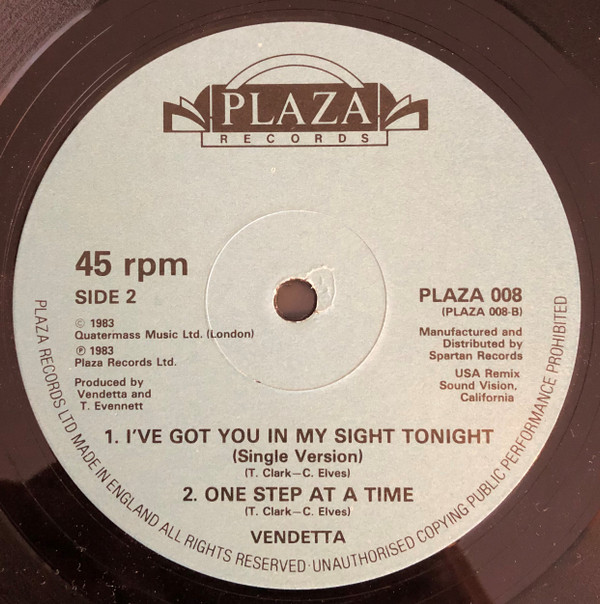 PLAZA
RECORDS
45 rpm
SIDE 2
© 1983
Quatermass Music Ltd. (London)
℗ 1983
Plaza Records Ltd.
Produced by
Vendetta and
T. Evennett
PLAZA 008
(PLAZA 008-B)
Manufactured and
Distributed by
Spartan Records
USA Remix
Sound Vision,
California
1. I'VE GOT YOU IN MY SIGHT TONIGHT
(Single Version)
(T. Clark—C. Elves)
2. ONE STEP AT A TIME
(T. Clark—C. Elves)
VENDETTA
PLAZA RECORDS LTD MADE IN ENGLAND ALL RIGHTS RESERVED · UNAUTHORISED COPYING PUBLIC PERFORMANCE PROHIBITED